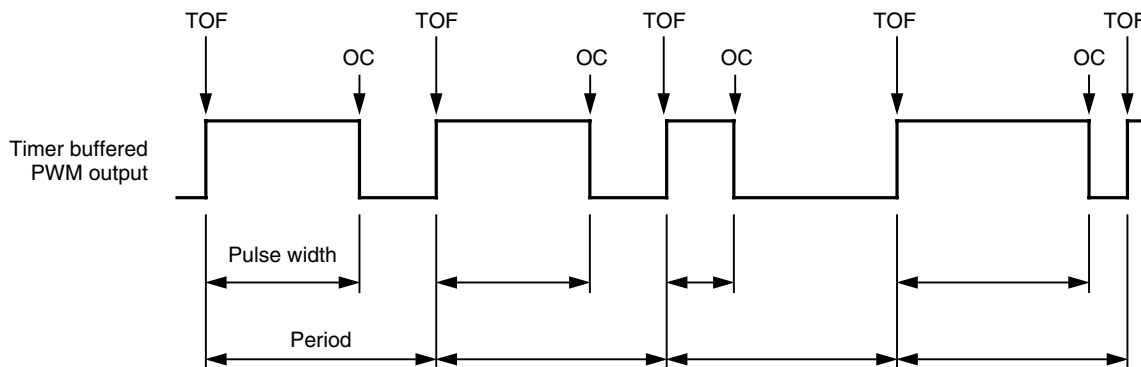 TOF TOF TOF TOF TOF
OC OC OC OC
Timer buffered
PWM output
Pulse width
Period